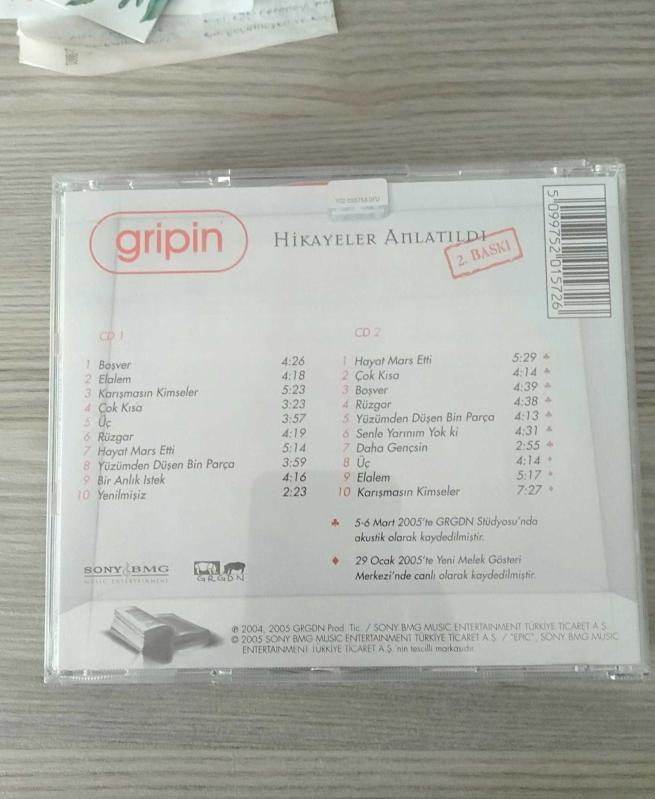 gripin
HİKAYELER ANLATILDI
2. BASKI
5 099752 015726
CD 1
1 Boşver 4:26
2 Elalem 4:18
3 Karışmasın Kimseler 5:23
4 Çok Kısa 3:23
5 Üç 3:57
6 Rüzgar 4:19
7 Hayat Mars Etti 5:14
8 Yüzümden Düşen Bin Parça 3:59
9 Bir Anlık Istek 4:16
10 Yenilmişiz 2:23
CD 2
1 Hayat Mars Etti 5:29 ♣
2 Çok Kısa 4:14 ♣
3 Boşver 4:39 ♣
4 Rüzgar 4:38 ♣
5 Yüzümden Düşen Bin Parça 4:13 ♣
6 Senle Yarınım Yok ki 4:31 ♣
7 Daha Gençsin 2:55 ♣
8 Üç 4:14 ♦
9 Elalem 5:17 ♦
10 Karışmasın Kimseler 7:27 ♦
♣ 5-6 Mart 2005'te GRGDN Stüdyosu'nda
akustik olarak kaydedilmiştir.
♦ 29 Ocak 2005'te Yeni Melek Gösteri
Merkezi'nde canlı olarak kaydedilmiştir.
SONY BMG
MUSIC ENTERTAINMENT
GRGDN
℗ 2004, 2005 GRGDN Prod. Tic. / SONY BMG MUSIC ENTERTAINMENT TÜRKİYE TİCARET A.Ş.
© 2005 SONY BMG MUSIC ENTERTAINMENT TÜRKİYE TİCARET A.Ş. / "EPIC", SONY BMG MUSIC
ENTERTAINMENT TÜRKİYE TİCARET A.Ş.'nin tescilli markasıdır.